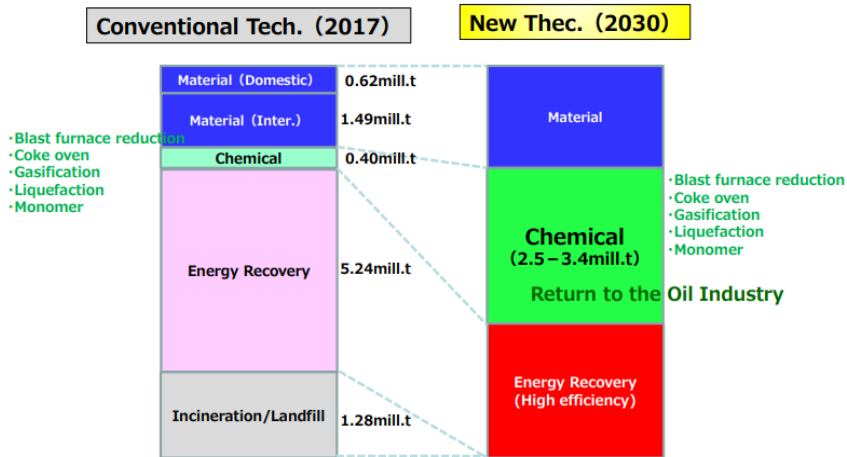 Conventional Tech.（2017）
New Thec.（2030）
Material（Domestic）
0.62mill.t
Material（Inter.）
1.49mill.t
Chemical
0.40mill.t
Energy Recovery
5.24mill.t
Incineration/Landfill
1.28mill.t
・Blast furnace reduction
・Coke oven
・Gasification
・Liquefaction
・Monomer
Material
Chemical
（2.5－3.4mill.t）
Return to the Oil Industry
Energy Recovery
(High efficiency)
・Blast furnace reduction
・Coke oven
・Gasification
・Liquefaction
・Monomer